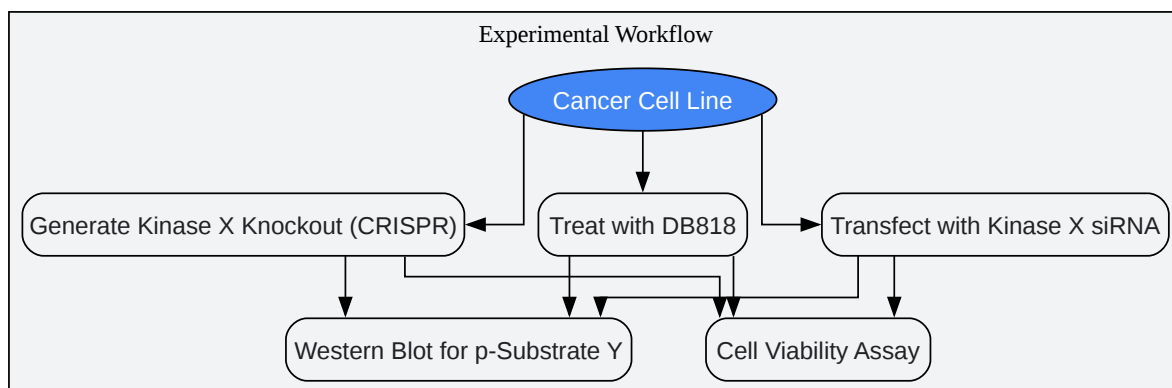 Experimental Workflow
Cancer Cell Line
Generate Kinase X Knockout (CRISPR)
Treat with DB818
Transfect with Kinase X siRNA
Western Blot for p-Substrate Y
Cell Viability Assay